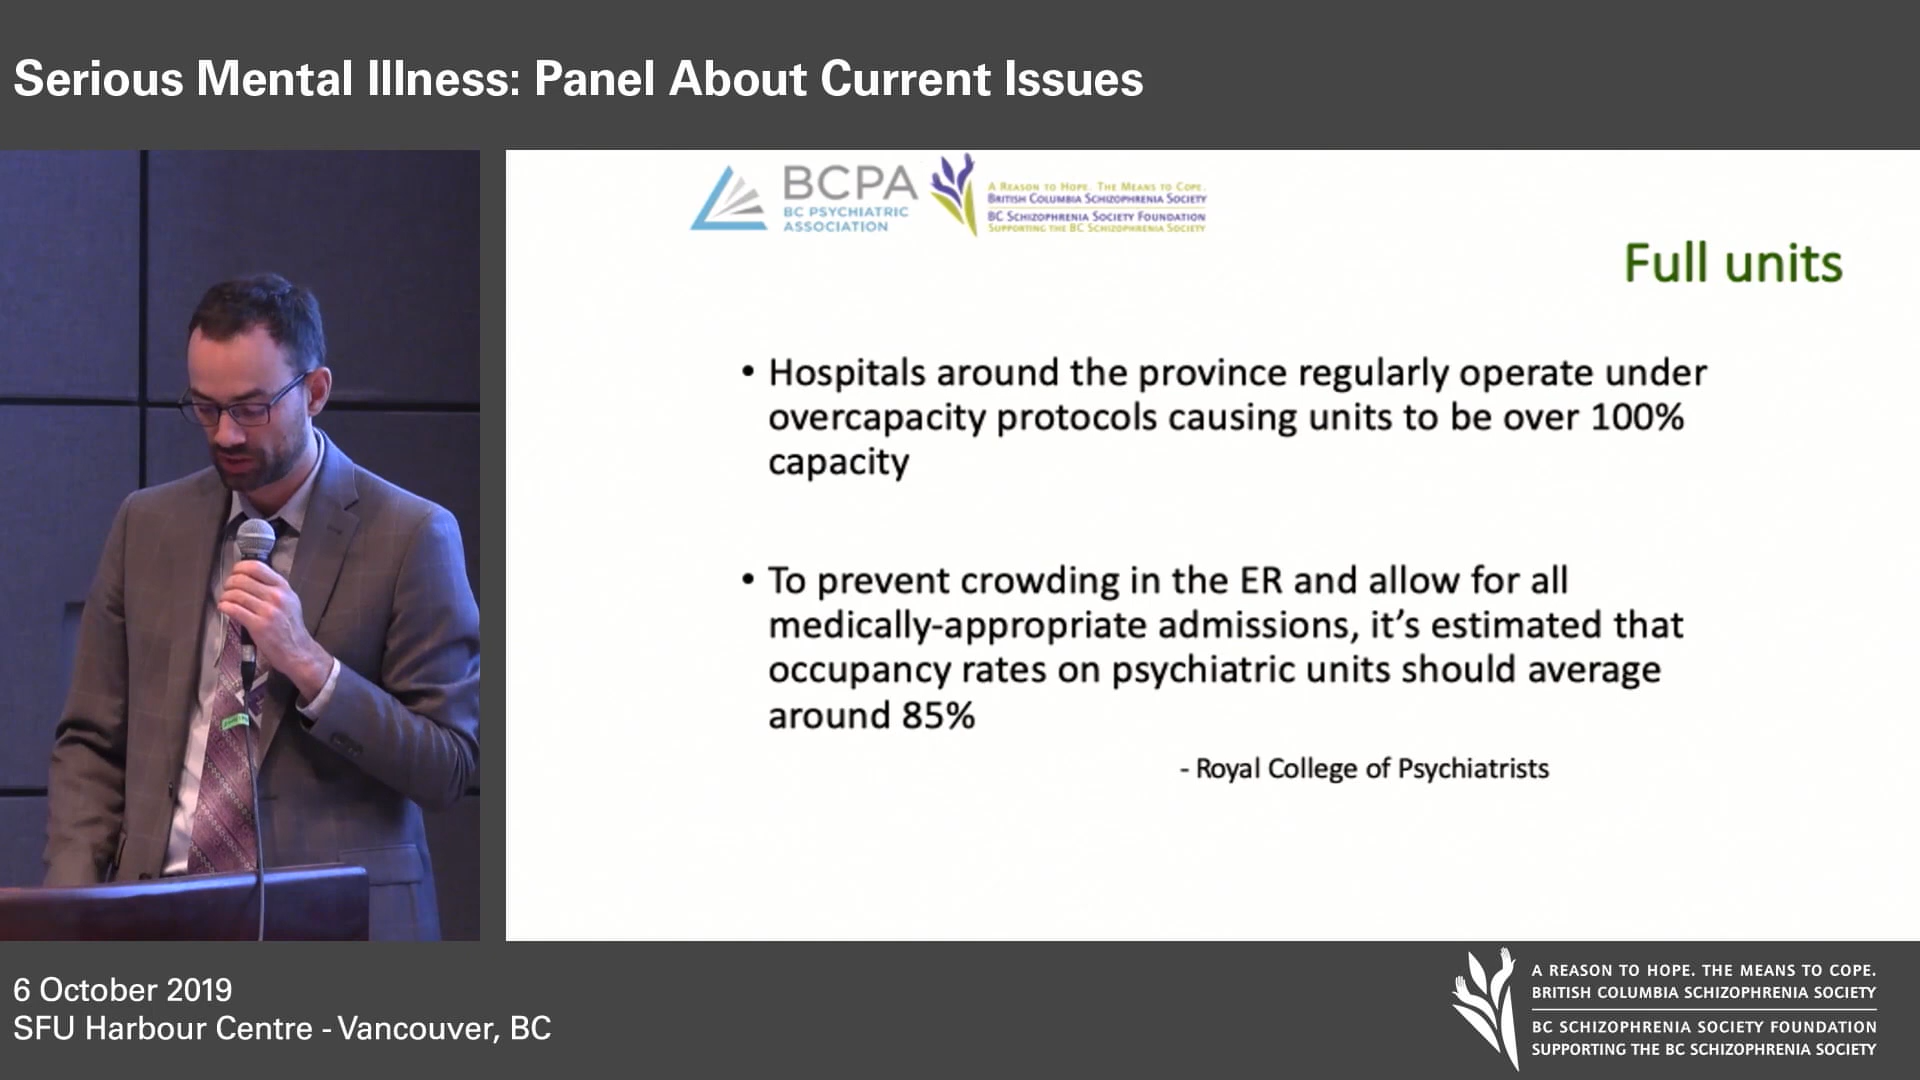 Serious Mental Illness: Panel About Current Issues
BCPA
BC PSYCHIATRIC
ASSOCIATION
A REASON TO HOPE. THE MEANS TO COPE.
BRITISH COLUMBIA SCHIZOPHRENIA SOCIETY
BC SCHIZOPHRENIA SOCIETY FOUNDATION
SUPPORTING THE BC SCHIZOPHRENIA SOCIETY
Full units
• Hospitals around the province regularly operate under
overcapacity protocols causing units to be over 100%
capacity
• To prevent crowding in the ER and allow for all
medically-appropriate admissions, it’s estimated that
occupancy rates on psychiatric units should average
around 85%
- Royal College of Psychiatrists
6 October 2019
SFU Harbour Centre - Vancouver, BC
A REASON TO HOPE. THE MEANS TO COPE.
BRITISH COLUMBIA SCHIZOPHRENIA SOCIETY
BC SCHIZOPHRENIA SOCIETY FOUNDATION
SUPPORTING THE BC SCHIZOPHRENIA SOCIETY